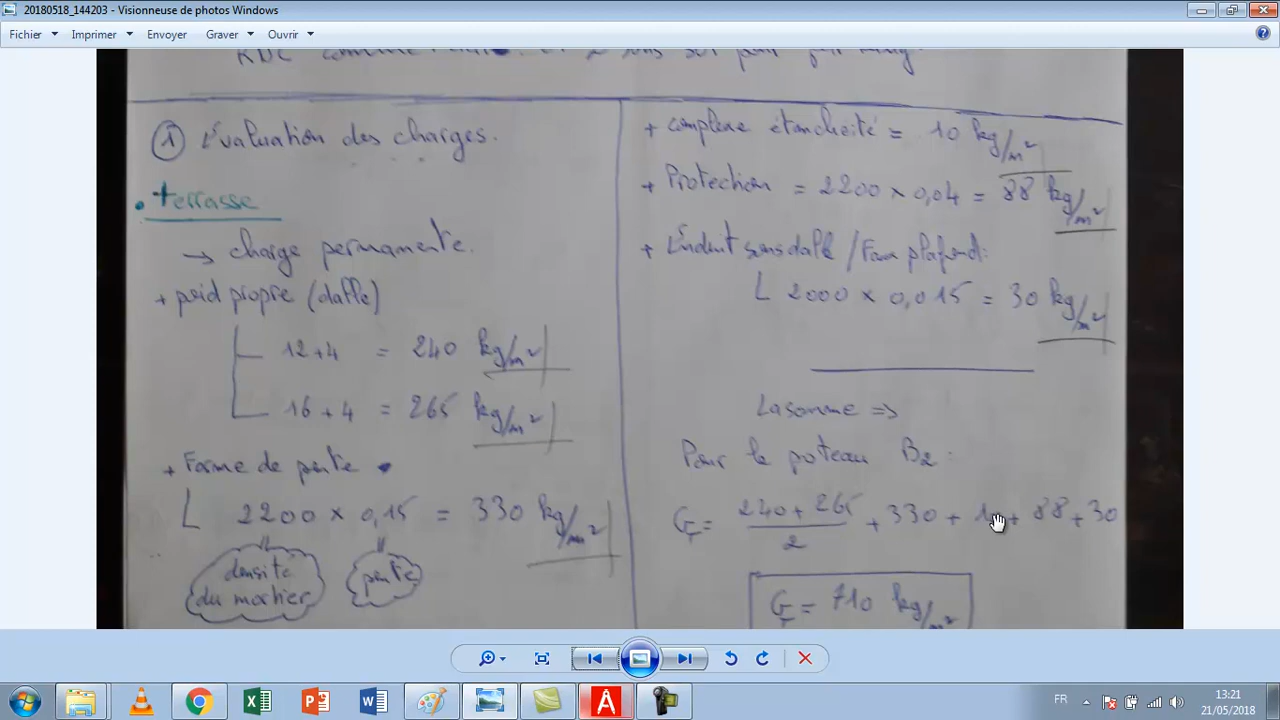 20180518_144203 - Visionneuse de photos Windows
Fichier Imprimer Envoyer Graver Ouvrir
RDC
① Évaluation des charges.
• terrasse
→ charge permanente.
+ poid propre (dalle)
12+4 = 240 kg/m²
16+4 = 265 kg/m²
+ Forme de pente
2200 x 0,15 = 330 kg/m²
densité
du mortier
pente
+ Complexe étanchéité = 10 kg/m²
+ Protection = 2200 x 0,04 = 88 kg/m²
+ Enduit sous dalle / Faux plafond:
2000 x 0,015 = 30 kg/m²
La somme =>
Pour le poteau B2:
G = 240 + 265 / 2 + 330 + 10 + 88 + 30
G = 710 kg/m²
FR
13:21
21/05/2018